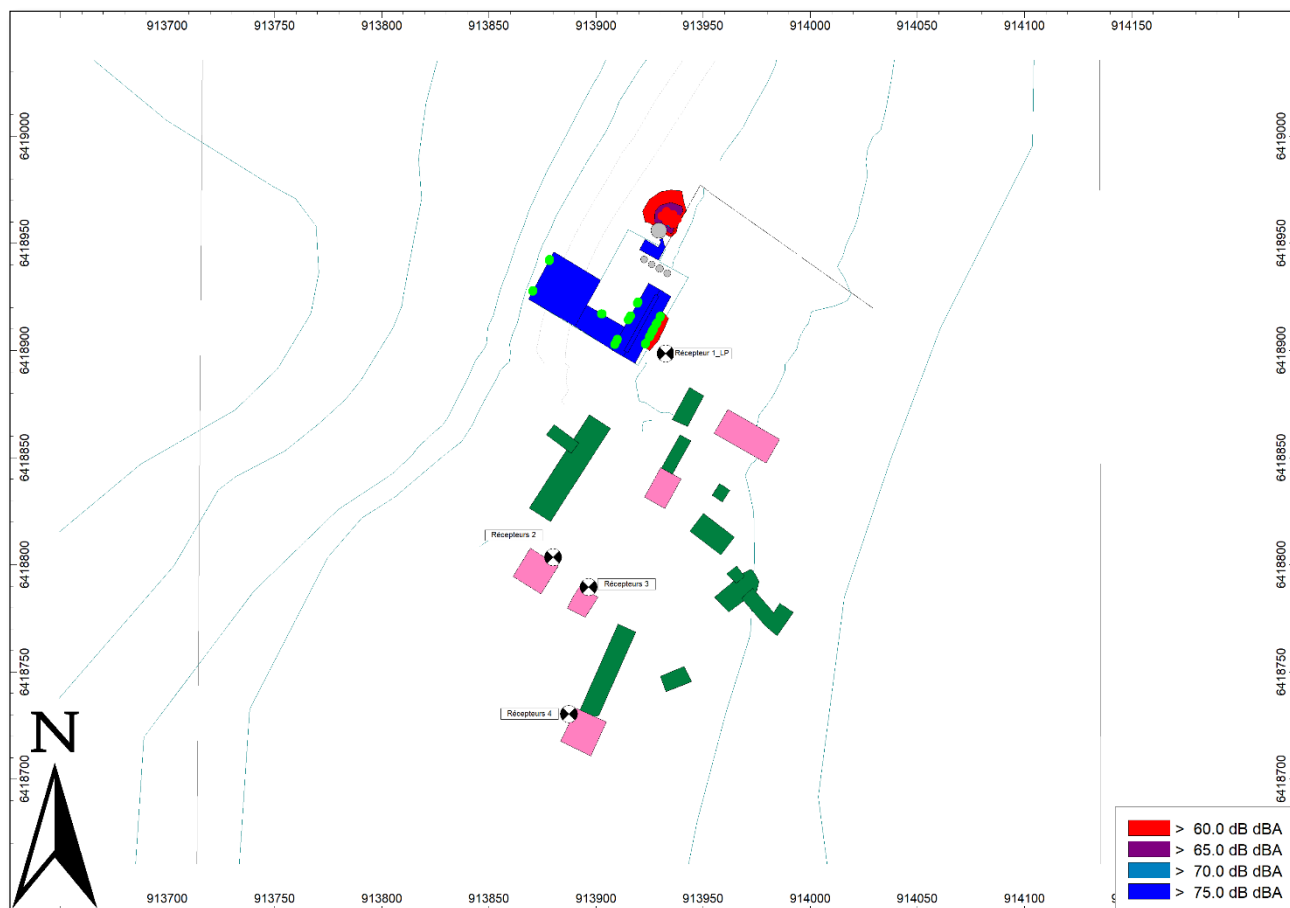 913700 913750 913800 913850 913900 913950 914000 914050 914100 914150
6419000 6419000
6418950 6418950
6418900 6418900
Récepteur 1_LP
6418850 6418850
Récepteurs 2
6418800 6418800
Récepteurs 3
6418750 6418750
Récepteurs 4
N
6418700 6418700
> 60.0 dB dBA
> 65.0 dB dBA
> 70.0 dB dBA
> 75.0 dB dBA
913700 913750 913800 913850 913900 913950 914000 914050 914100